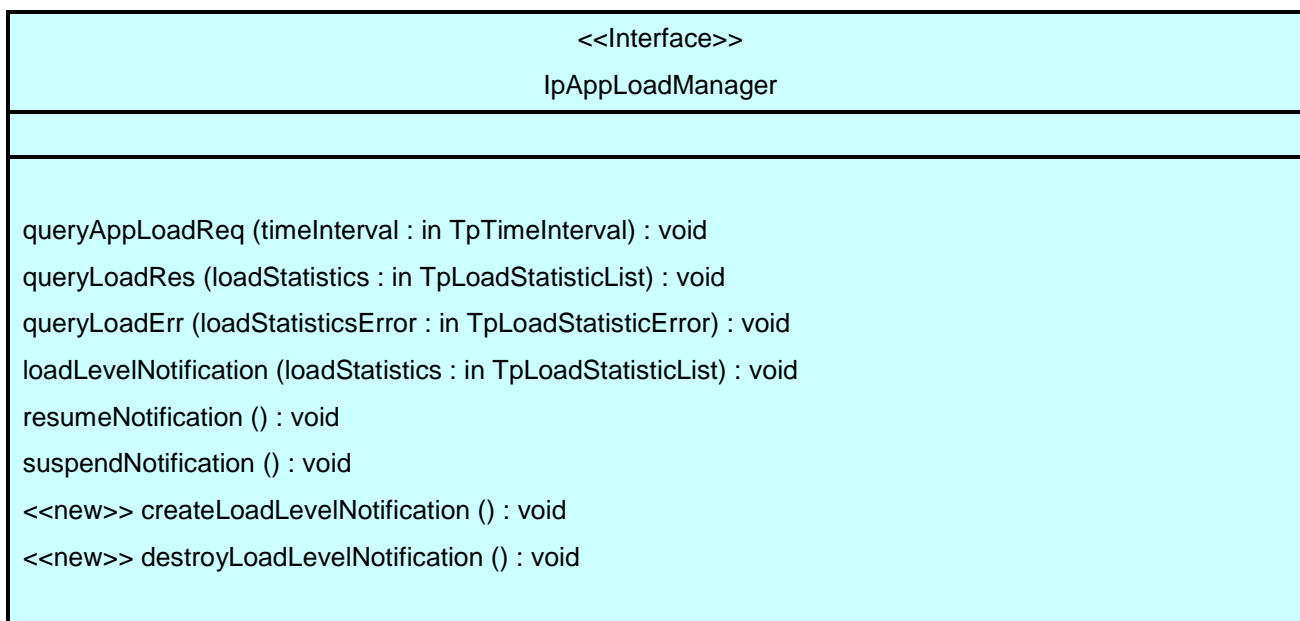 <<Interface>>
IpAppLoadManager
queryAppLoadReq (timeInterval : in TpTimeInterval) : void
queryLoadRes (loadStatistics : in TpLoadStatisticList) : void
queryLoadErr (loadStatisticsError : in TpLoadStatisticError) : void
loadLevelNotification (loadStatistics : in TpLoadStatisticList) : void
resumeNotification () : void
suspendNotification () : void
<<new>> createLoadLevelNotification () : void
<<new>> destroyLoadLevelNotification () : void